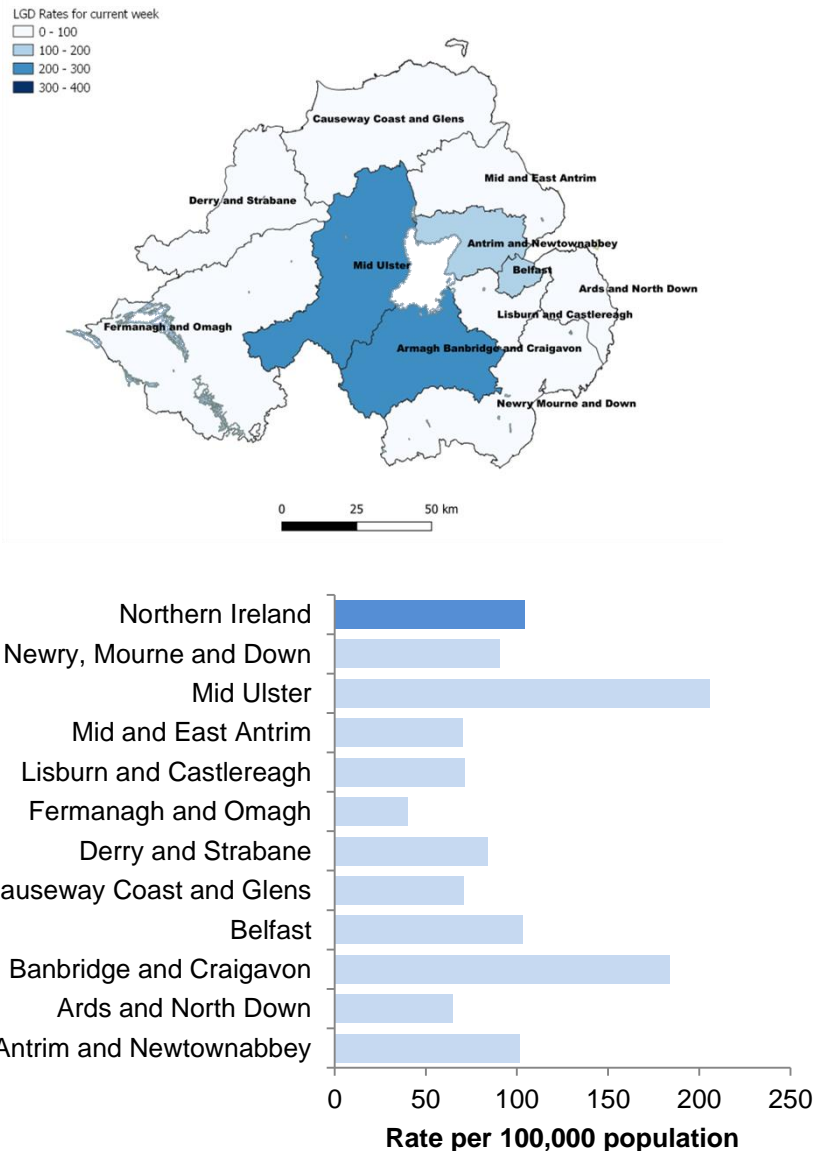 LGD Rates for current week
0 - 100
100 - 200
200 - 300
300 - 400
Causeway Coast and Glens
Mid and East Antrim
Derry and Strabane
Antrim and Newtownabbey
Mid Ulster
Belfast
Ards and North Down
Lisburn and Castlereagh
Fermanagh and Omagh
Armagh Banbridge and Craigavon
Newry Mourne and Down
0 25 50 km
Northern Ireland
Newry, Mourne and Down
Mid Ulster
Mid and East Antrim
Lisburn and Castlereagh
Fermanagh and Omagh
Derry and Strabane
auseway Coast and Glens
Belfast
Banbridge and Craigavon
Ards and North Down
Antrim and Newtownabbey
0 50 100 150 200 250
Rate per 100,000 population